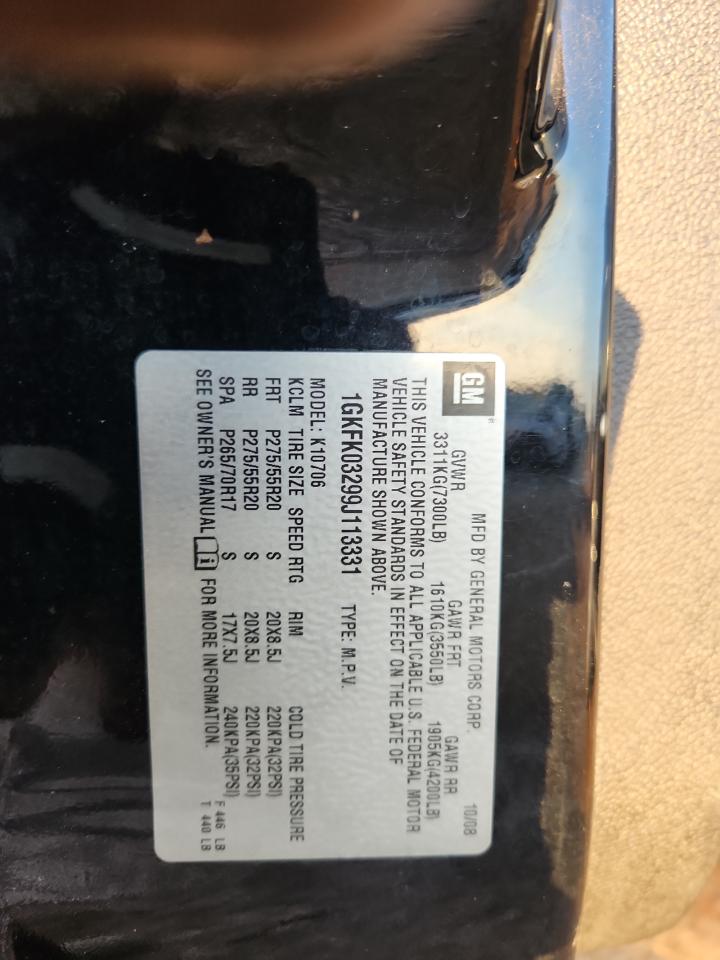 GM
MFD BY GENERAL MOTORS CORP. 10/08
GVWR GAWR FRT GAWR RR
3311KG(7300LB) 1610KG(3550LB) 1905KG(4200LB)
THIS VEHICLE CONFORMS TO ALL APPLICABLE U.S. FEDERAL MOTOR
VEHICLE SAFETY STANDARDS IN EFFECT ON THE DATE OF
MANUFACTURE SHOWN ABOVE.
1GKFK03299J113331 TYPE: M.P.V.
MODEL: K10706
KCLM TIRE SIZE SPEED RTG RIM COLD TIRE PRESSURE
FRT P275/55R20 S 20X8.5J 220KPA(32PSI)
RR P275/55R20 S 20X8.5J 220KPA(32PSI)
SPA P265/70R17 S 17X7.5J 240KPA(35PSI) F 446 LB
SEE OWNER'S MANUAL i FOR MORE INFORMATION. T 440 LB